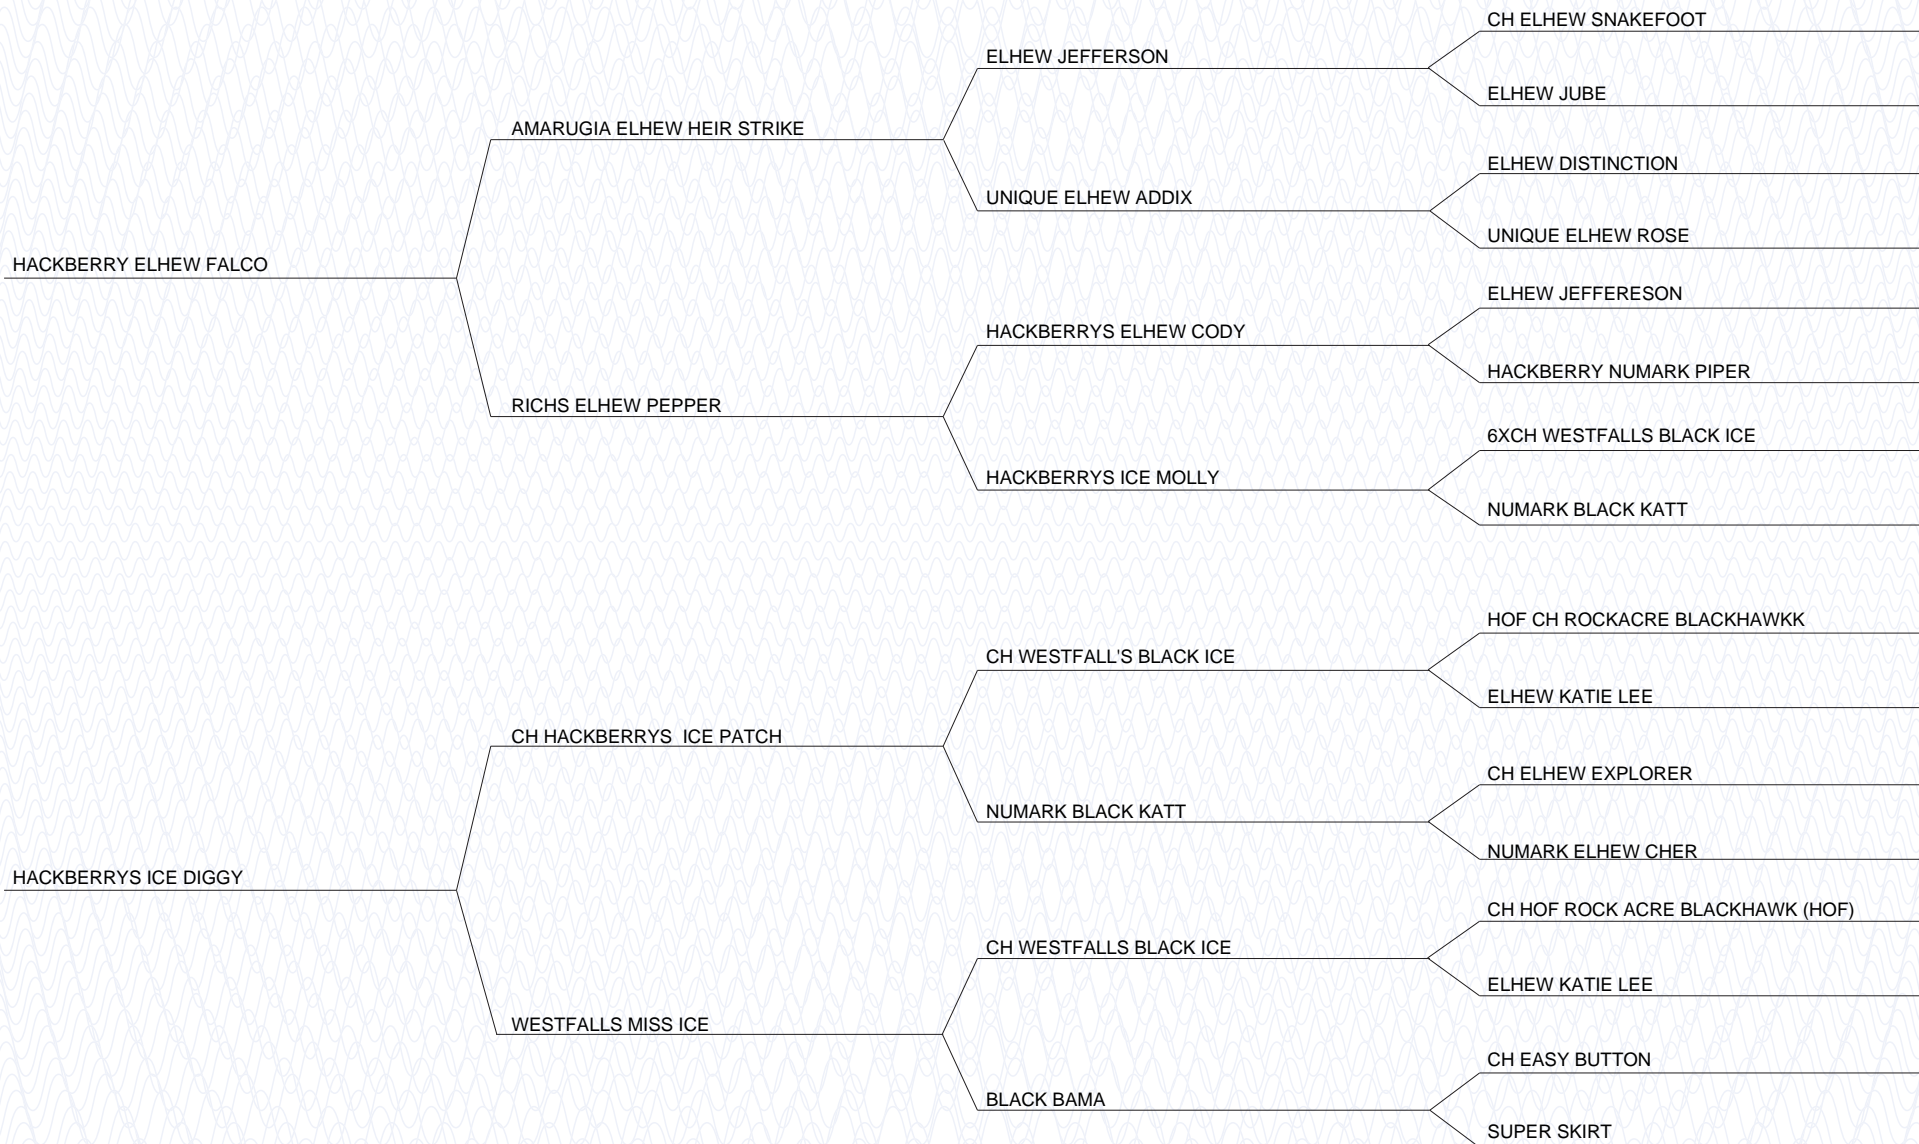 CH ELHEW SNAKEFOOT
ELHEW JEFFERSON
ELHEW JUBE
AMARUGIA ELHEW HEIR STRIKE
ELHEW DISTINCTION
UNIQUE ELHEW ADDIX
UNIQUE ELHEW ROSE
HACKBERRY ELHEW FALCO
ELHEW JEFFERESON
HACKBERRYS ELHEW CODY
HACKBERRY NUMARK PIPER
RICHS ELHEW PEPPER
6XCH WESTFALLS BLACK ICE
HACKBERRYS ICE MOLLY
NUMARK BLACK KATT
HOF CH ROCKACRE BLACKHAWKK
CH WESTFALL'S BLACK ICE
ELHEW KATIE LEE
CH HACKBERRYS  ICE PATCH
CH ELHEW EXPLORER
NUMARK BLACK KATT
NUMARK ELHEW CHER
HACKBERRYS ICE DIGGY
CH HOF ROCK ACRE BLACKHAWK (HOF)
CH WESTFALLS BLACK ICE
ELHEW KATIE LEE
WESTFALLS MISS ICE
CH EASY BUTTON
BLACK BAMA
SUPER SKIRT